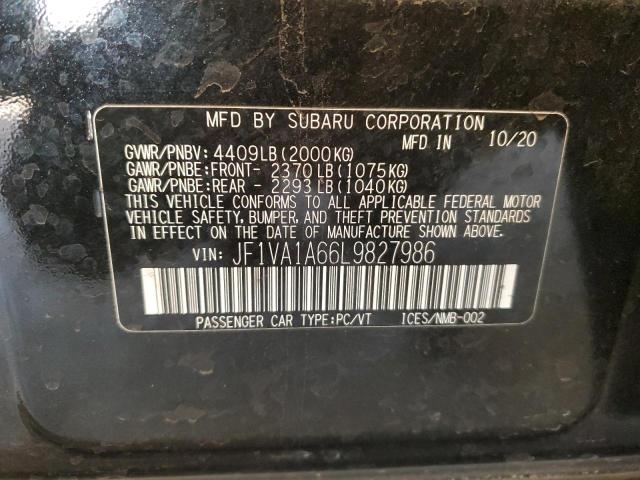 MFD BY SUBARU CORPORATION
MFD IN 10/20
GVWR/PNBV: 4409LB(2000KG)
GAWR/PNBE:FRONT- 2370LB(1075KG)
GAWR/PNBE:REAR - 2293LB(1040KG)
THIS VEHICLE CONFORMS TO ALL APPLICABLE FEDERAL MOTOR
VEHICLE SAFETY, BUMPER, AND THEFT PREVENTION STANDARDS
IN EFFECT ON THE DATE OF MANUFACTURE SHOWN ABOVE.
VIN: JF1VA1A66L9827986
PASSENGER CAR TYPE:PC/VT ICES/NMB-002